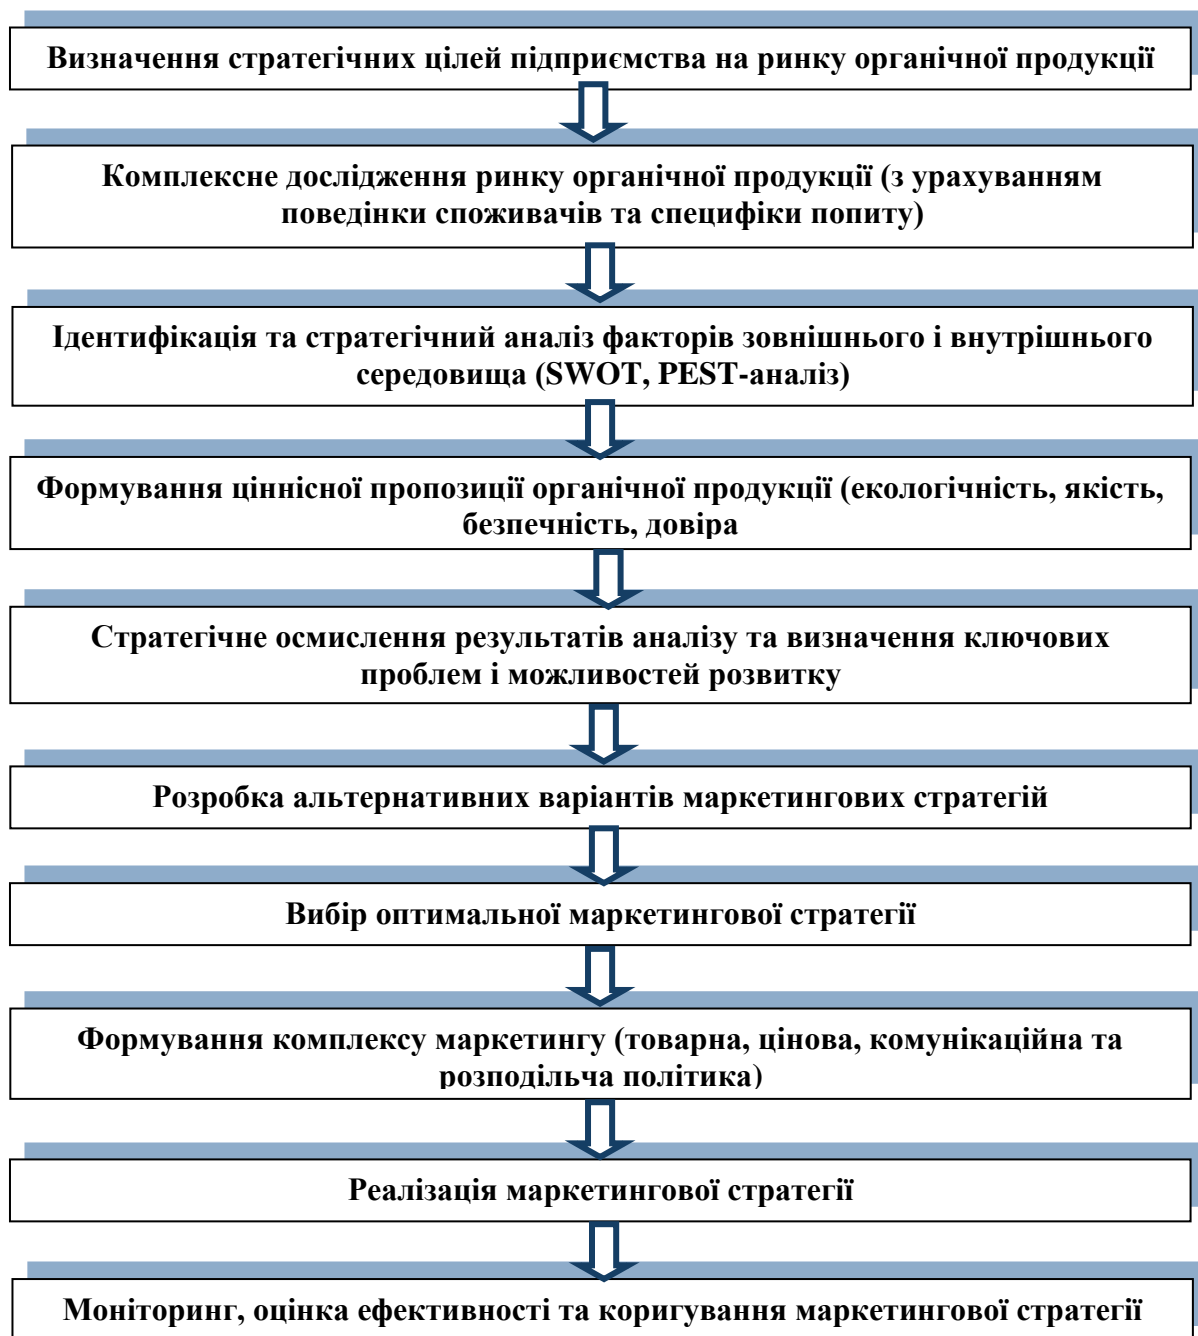 Визначення стратегічних цілей підприємства на ринку органічної продукції
Комплексне дослідження ринку органічної продукції (з урахуванням
поведінки споживачів та специфіки попиту)
Ідентифікація та стратегічний аналіз факторів зовнішнього і внутрішнього
середовища (SWOT, PEST-аналіз)
Формування ціннісної пропозиції органічної продукції (екологічність, якість,
безпечність, довіра
Стратегічне осмислення результатів аналізу та визначення ключових
проблем і можливостей розвитку
Розробка альтернативних варіантів маркетингових стратегій
Вибір оптимальної маркетингової стратегії
Формування комплексу маркетингу (товарна, цінова, комунікаційна та
розподільча політика)
Реалізація маркетингової стратегії
Моніторинг, оцінка ефективності та коригування маркетингової стратегії